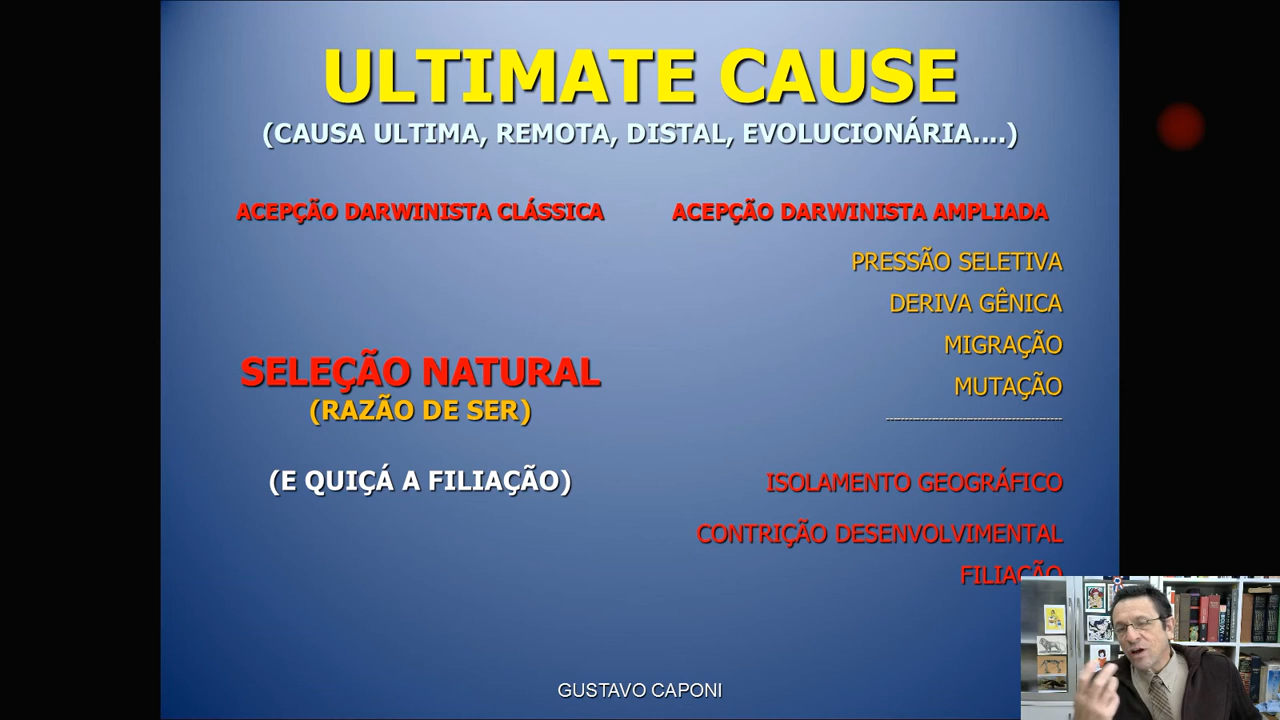 ULTIMATE CAUSE
(CAUSA ULTIMA, REMOTA, DISTAL, EVOLUCIONÁRIA....)
ACEPÇÃO DARWINISTA CLÁSSICA
SELEÇÃO NATURAL
(RAZÃO DE SER)
(E QUIÇÁ A FILIAÇÃO)
ACEPÇÃO DARWINISTA AMPLIADA
PRESSÃO SELETIVA
DERIVA GÊNICA
MIGRAÇÃO
MUTAÇÃO
ISOLAMENTO GEOGRÁFICO
CONTRIÇÃO DESENVOLVIMENTAL
FILIAÇÃO
GUSTAVO CAPONI